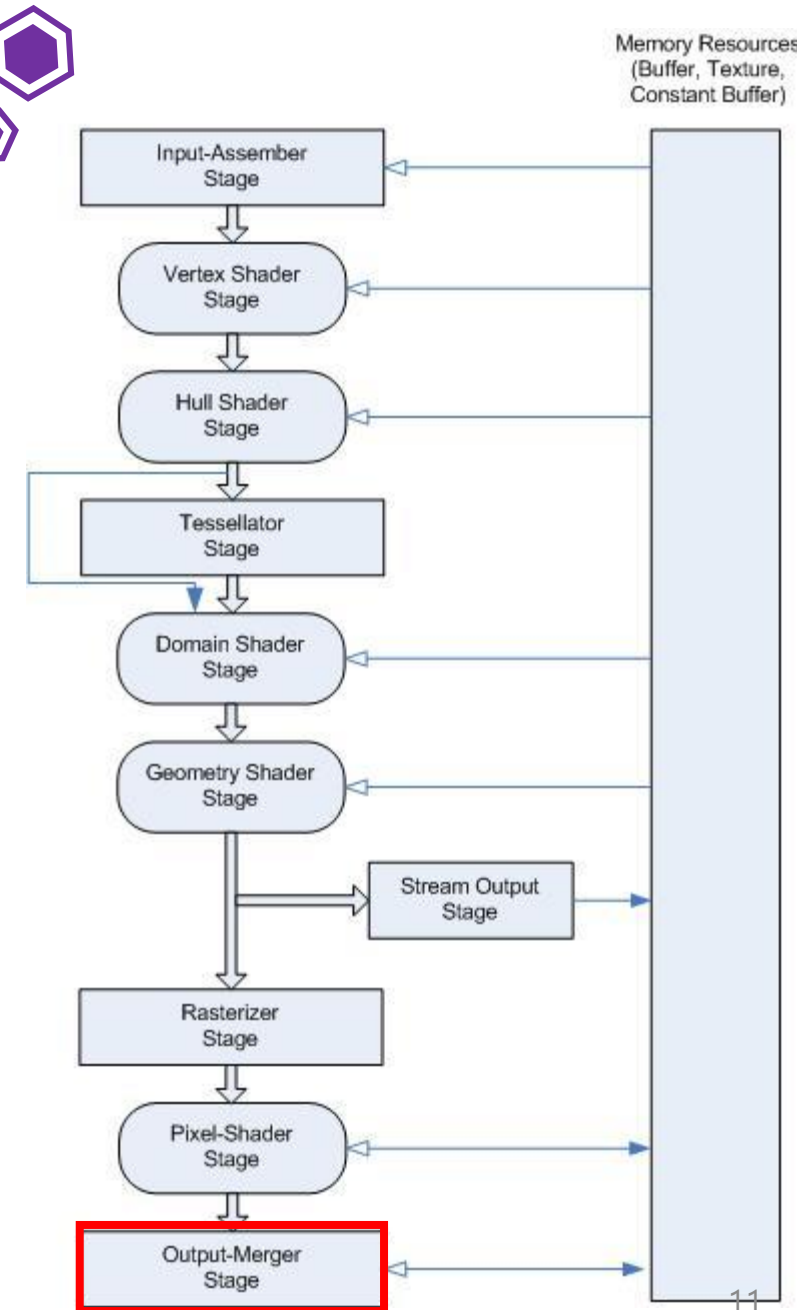 Memory Resources
(Buffer, Texture,
Constant Buffer)
Input-Assember
Stage
Vertex Shader
Stage
Hull Shader
Stage
Tessellator
Stage
Domain Shader
Stage
Geometry Shader
Stage
Stream Output
Stage
Rasterizer
Stage
Pixel-Shader
Stage
Output-Merger
Stage
11